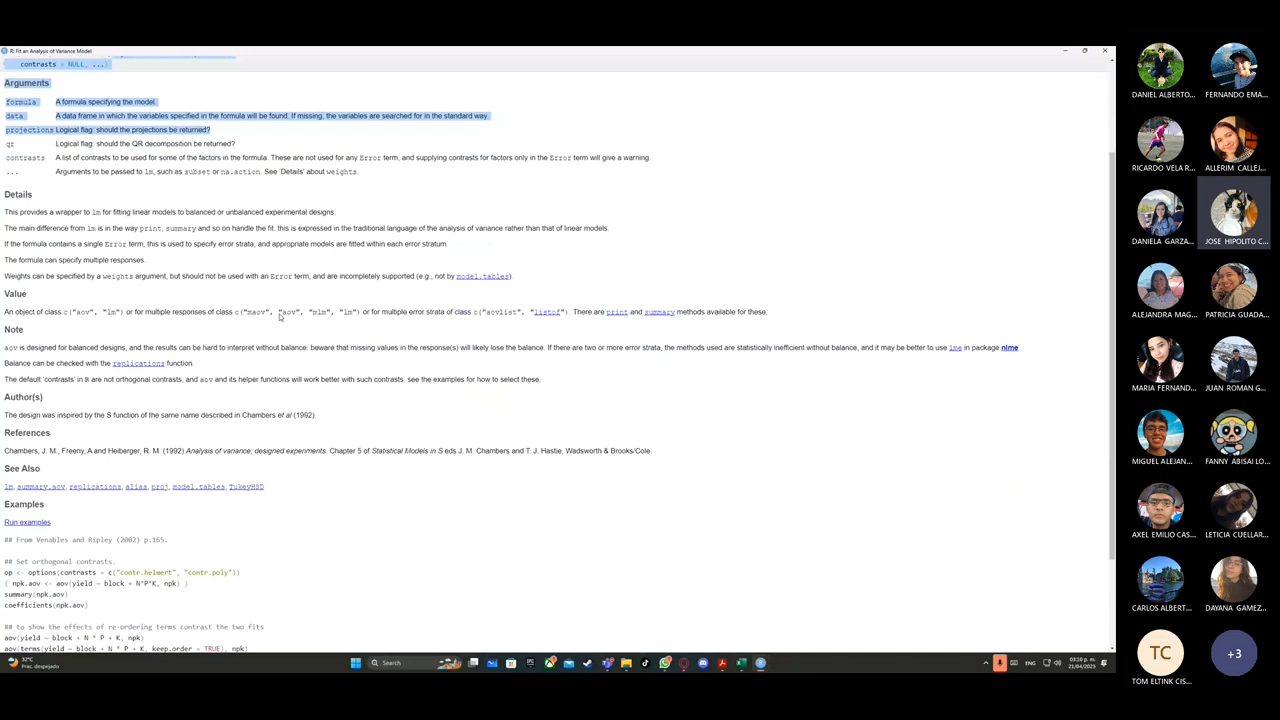 R: Fit an Analysis of Variance Model
contrasts = NULL, ...)
Arguments
formula A formula specifying the model.
data A data frame in which the variables specified in the formula will be found. If missing, the variables are searched for in the standard way.
projections Logical flag: should the projections be returned?
qr Logical flag: should the QR decomposition be returned?
contrasts A list of contrasts to be used for some of the factors in the formula. These are not used for any Error term, and supplying contrasts for factors only in the Error term will give a warning.
... Arguments to be passed to lm, such as subset or na.action. See 'Details' about weights.
Details
This provides a wrapper to lm for fitting linear models to balanced or unbalanced experimental designs.
The main difference from lm is in the way print, summary and so on handle the fit: this is expressed in the traditional language of the analysis of variance rather than that of linear models.
If the formula contains a single Error term, this is used to specify error strata, and appropriate models are fitted within each error stratum.
The formula can specify multiple responses.
Weights can be specified by a weights argument, but should not be used with an Error term, and are incompletely supported (e.g., not by model.tables).
Value
An object of class c("aov", "lm") or for multiple responses of class c("maov", "aov", "mlm", "lm") or for multiple error strata of class c("aovlist", "listof"). There are print and summary methods available for these.
Note
aov is designed for balanced designs, and the results can be hard to interpret without balance: beware that missing values in the response(s) will likely lose the balance. If there are two or more error strata, the methods used are statistically inefficient without balance, and it may be better to use lme in package nlme.
Balance can be checked with the replications function.
The default 'contrasts' in R are not orthogonal contrasts, and aov and its helper functions will work better with such contrasts: see the examples for how to select these.
Author(s)
The design was inspired by the S function of the same name described in Chambers et al (1992).
References
Chambers, J. M., Freeny, A and Heiberger, R. M. (1992) Analysis of variance; designed experiments. Chapter 5 of Statistical Models in S eds J. M. Chambers and T. J. Hastie, Wadsworth & Brooks/Cole.
See Also
lm, summary.aov, replications, alias, proj, model.tables, TukeyHSD
Examples
Run examples
## From Venables and Ripley (2002) p.165.
## Set orthogonal contrasts.
op <- options(contrasts = c("contr.helmert", "contr.poly"))
( npk.aov <- aov(yield ~ block + N*P*K, npk) )
summary(npk.aov)
coefficients(npk.aov)
## to show the effects of re-ordering terms contrast the two fits
aov(yield ~ block + N * P + K, npk)
aov(terms(yield ~ block + N * P + K, keep.order = TRUE), npk)
32°C
Prac. despejado
Search
ENG
03:10 p. m.
21/04/2023
DANIEL ALBERTO...
FERNANDO EMA...
RICARDO VELA R...
ALLERIM CALLEJ...
DANIELA GARZA...
JOSE HIPOLITO C...
ALEJANDRA MAG...
PATRICIA GUADA...
MARIA FERNAND...
JUAN ROMAN G...
MIGUEL ALEJAN...
FANNY ABISAI LO...
AXEL EMILIO CAS...
LETICIA CUELLAR...
CARLOS ALBERT...
DAYANA GAMEZ...
TC
+3
TOM ELTINK CIS...